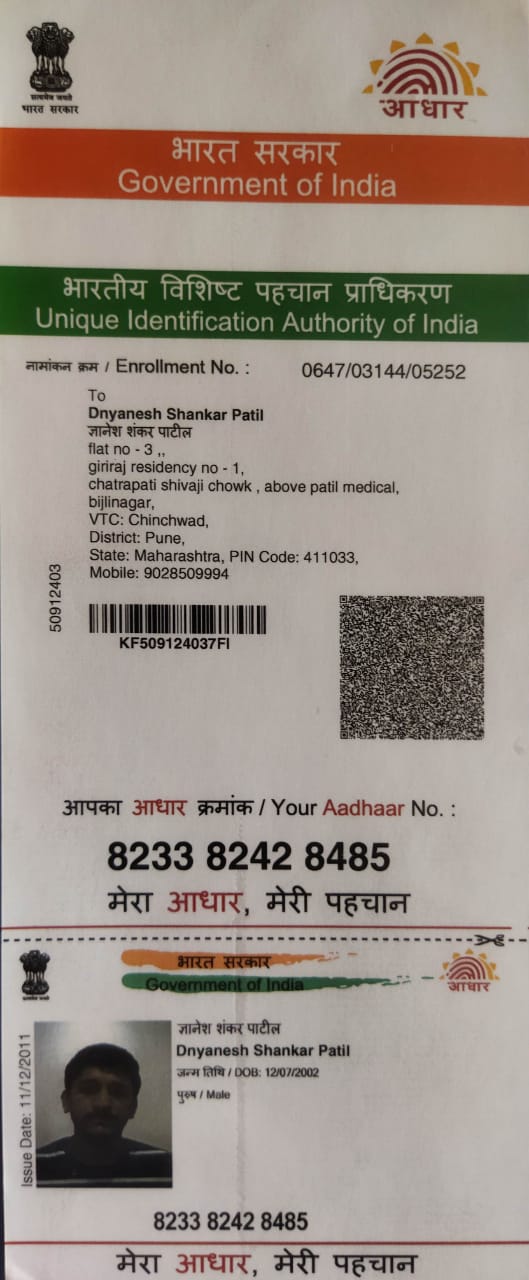 सत्यमेव जयते
भारत सरकार
आधार
भारत सरकार
Government of India
भारतीय विशिष्ट पहचान प्राधिकरण
Unique Identification Authority of India
नामांकन क्रम / Enrollment No. : 0647/03144/05252
To
Dnyanesh Shankar Patil
ज्ञानेश शंकर पाटील
flat no - 3 ,,
giriraj residency no - 1,
chatrapati shivaji chowk , above patil medical,
bijlinagar,
VTC: Chinchwad,
District: Pune,
State: Maharashtra, PIN Code: 411033,
Mobile: 9028509994
50912403
KF509124037FI
आपका आधार क्रमांक / Your Aadhaar No. :
8233 8242 8485
मेरा आधार, मेरी पहचान
भारत सरकार
Government of India
आधार
ज्ञानेश शंकर पाटील
Dnyanesh Shankar Patil
जन्म तिथि / DOB: 12/07/2002
पुरुष / Male
Issue Date: 11/12/2011
8233 8242 8485
मेरा आधार, मेरी पहचान